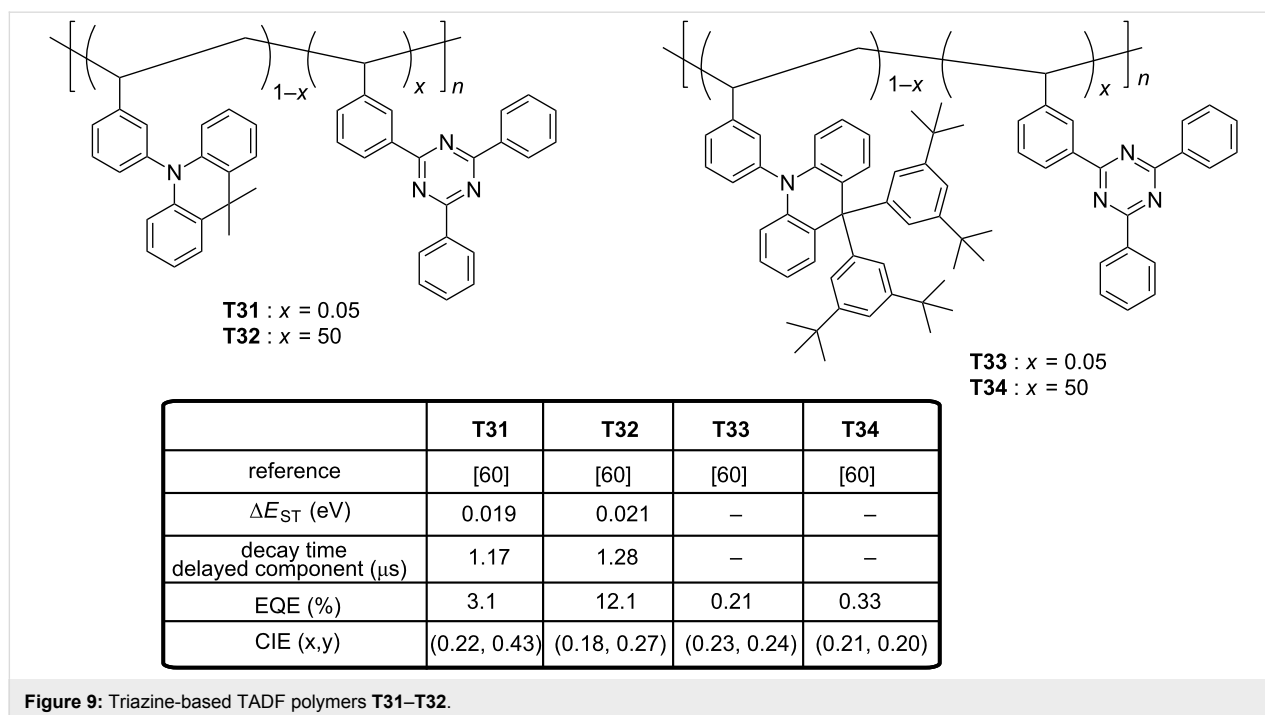 1–x
x
n
1–x
x
n
N
N
N
N
N
N
N
N
T31 : x = 0.05
T32 : x = 50
T33 : x = 0.05
T34 : x = 50
T31 T32 T33 T34
reference [60] [60] [60] [60]
ΔE_ST (eV) 0.019 0.021 – –
decay time
delayed component (μs) 1.17 1.28 – –
EQE (%) 3.1 12.1 0.21 0.33
CIE (x,y) (0.22, 0.43) (0.18, 0.27) (0.23, 0.24) (0.21, 0.20)
Figure 9: Triazine-based TADF polymers T31–T32.